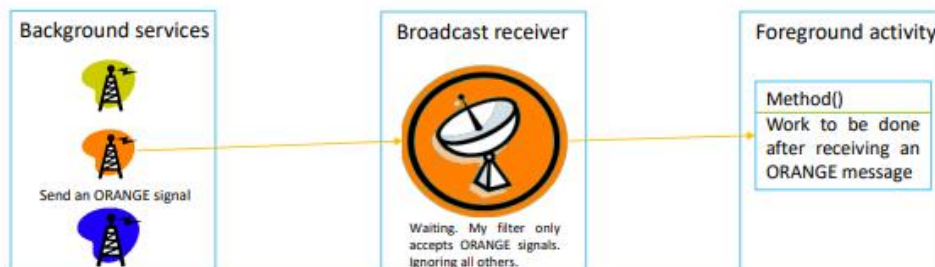 Background services
Send an ORANGE signal
Broadcast receiver
Waiting. My filter only
accepts ORANGE signals.
Ignoring all others.
Foreground activity
Method()
Work to be done
after receiving an
ORANGE message